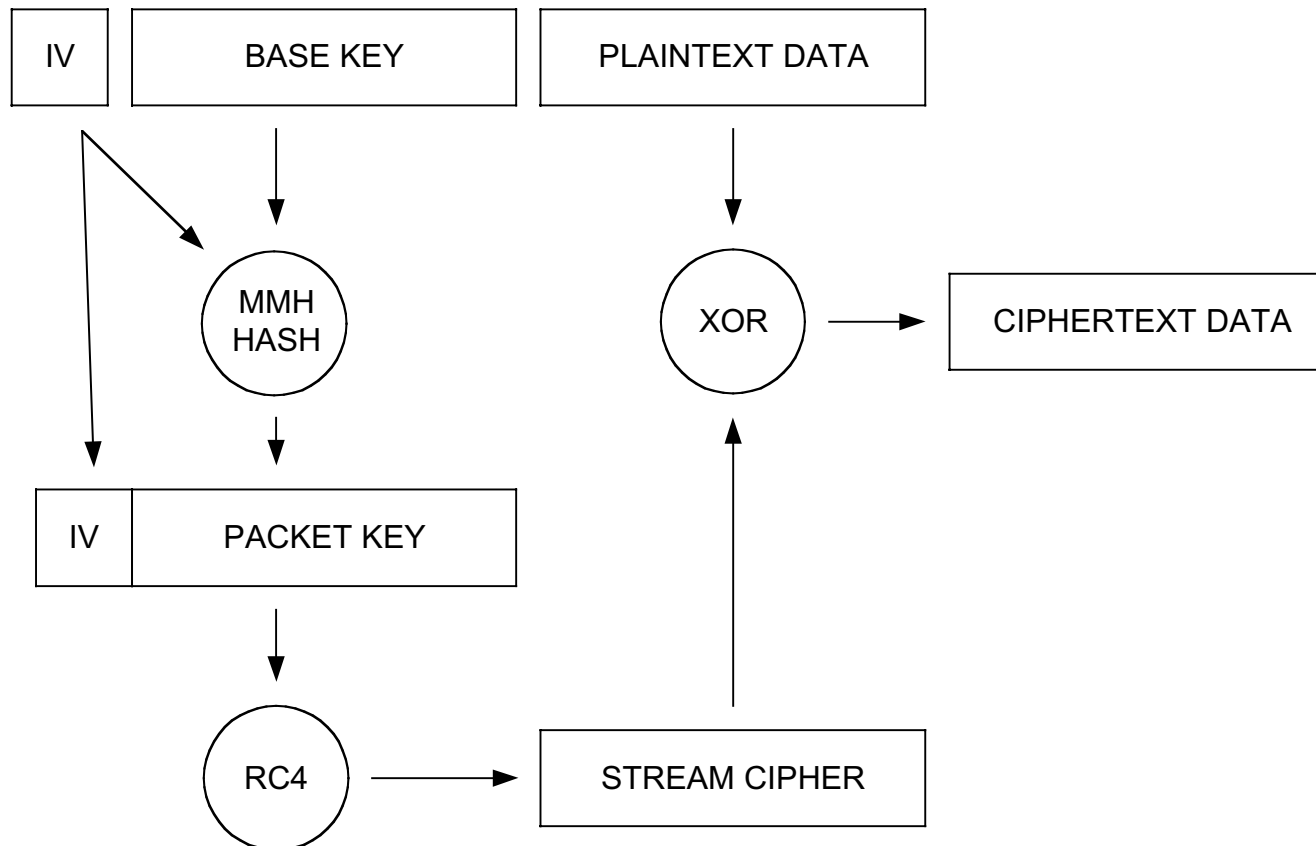 IV
BASE KEY
PLAINTEXT DATA
MMH
HASH
XOR
CIPHERTEXT DATA
IV
PACKET KEY
RC4
STREAM CIPHER